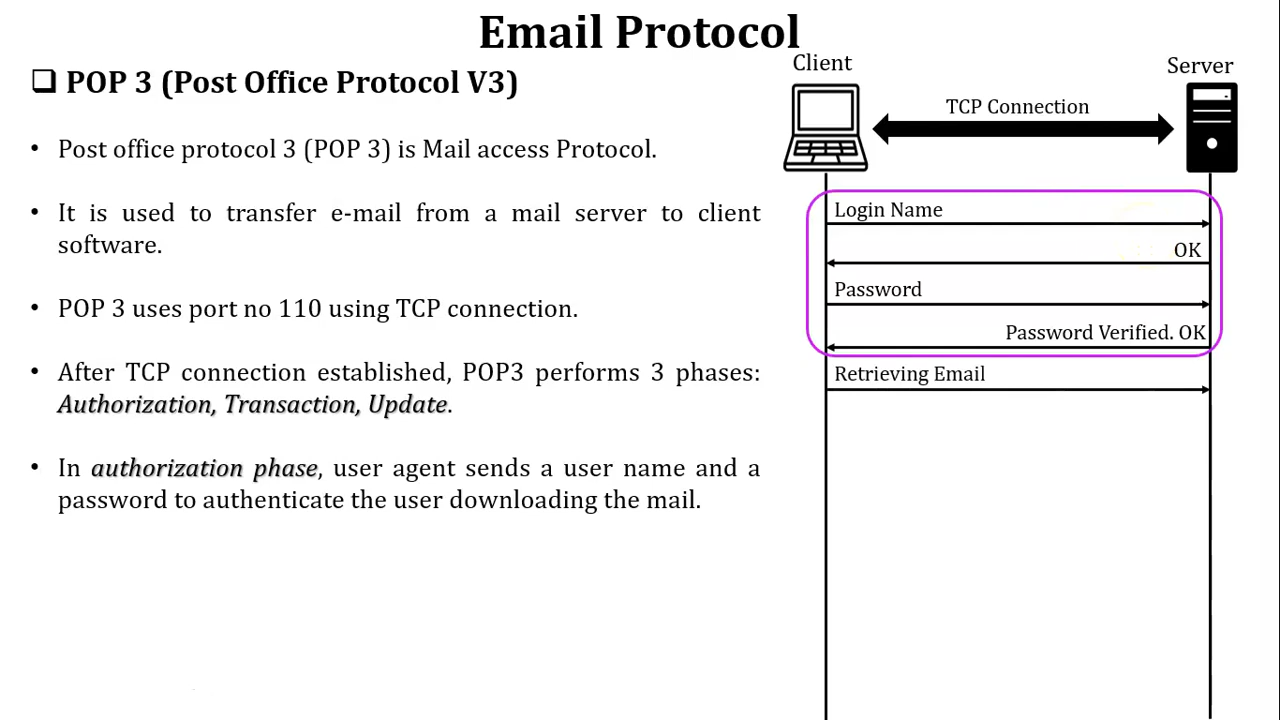 Email Protocol
❑ POP 3 (Post Office Protocol V3)
• Post office protocol 3 (POP 3) is Mail access Protocol.
• It is used to transfer e-mail from a mail server to client
software.
• POP 3 uses port no 110 using TCP connection.
• After TCP connection established, POP3 performs 3 phases:
Authorization, Transaction, Update.
• In authorization phase, user agent sends a user name and a
password to authenticate the user downloading the mail.
Client
Server
TCP Connection
Login Name
OK
Password
Password Verified. OK
Retrieving Email